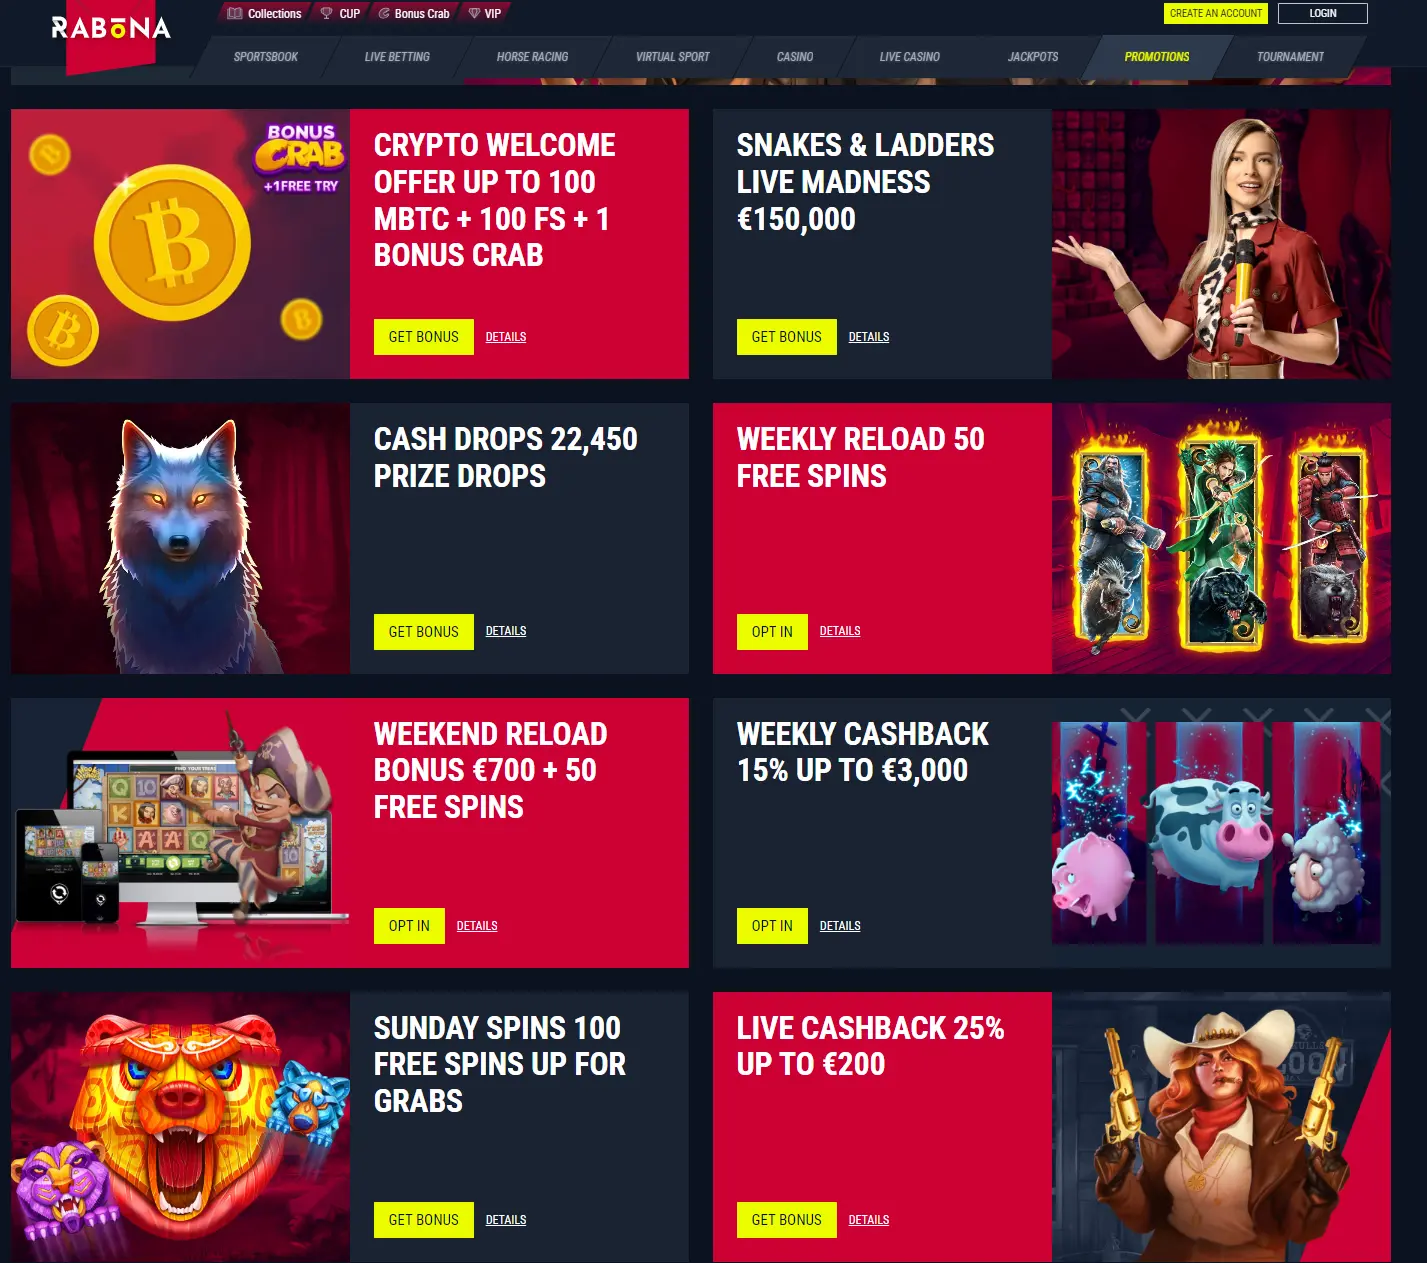 RABONA
Collections
CUP
Bonus Crab
VIP
CREATE AN ACCOUNT
LOGIN
SPORTSBOOK
LIVE BETTING
HORSE RACING
VIRTUAL SPORT
CASINO
LIVE CASINO
JACKPOTS
PROMOTIONS
TOURNAMENT
BONUS
CRAB
+1FREE TRY
CRYPTO WELCOME
OFFER UP TO 100
MBTC + 100 FS + 1
BONUS CRAB
GET BONUS
DETAILS
SNAKES & LADDERS
LIVE MADNESS
€150,000
GET BONUS
DETAILS
CASH DROPS 22,450
PRIZE DROPS
GET BONUS
DETAILS
WEEKLY RELOAD 50
FREE SPINS
OPT IN
DETAILS
WEEKEND RELOAD
BONUS €700 + 50
FREE SPINS
OPT IN
DETAILS
WEEKLY CASHBACK
15% UP TO €3,000
OPT IN
DETAILS
SUNDAY SPINS 100
FREE SPINS UP FOR
GRABS
GET BONUS
DETAILS
LIVE CASHBACK 25%
UP TO €200
GET BONUS
DETAILS